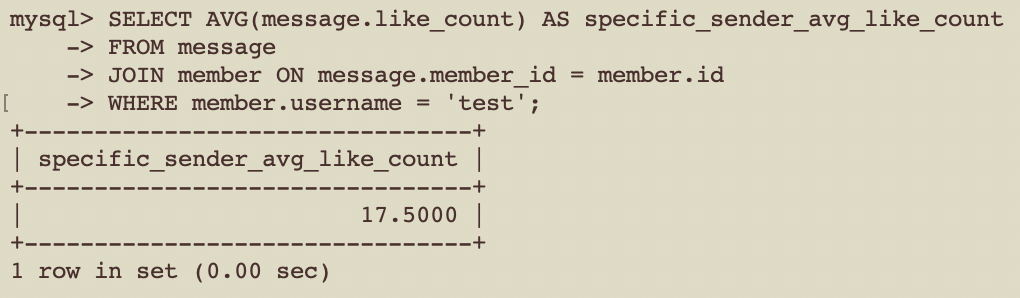 mysql> SELECT AVG(message.like_count) AS specific_sender_avg_like_count
    -> FROM message
    -> JOIN member ON message.member_id = member.id
[    -> WHERE member.username = 'test';
+--------------------------------+
| specific_sender_avg_like_count |
+--------------------------------+
|                        17.5000 |
+--------------------------------+
1 row in set (0.00 sec)